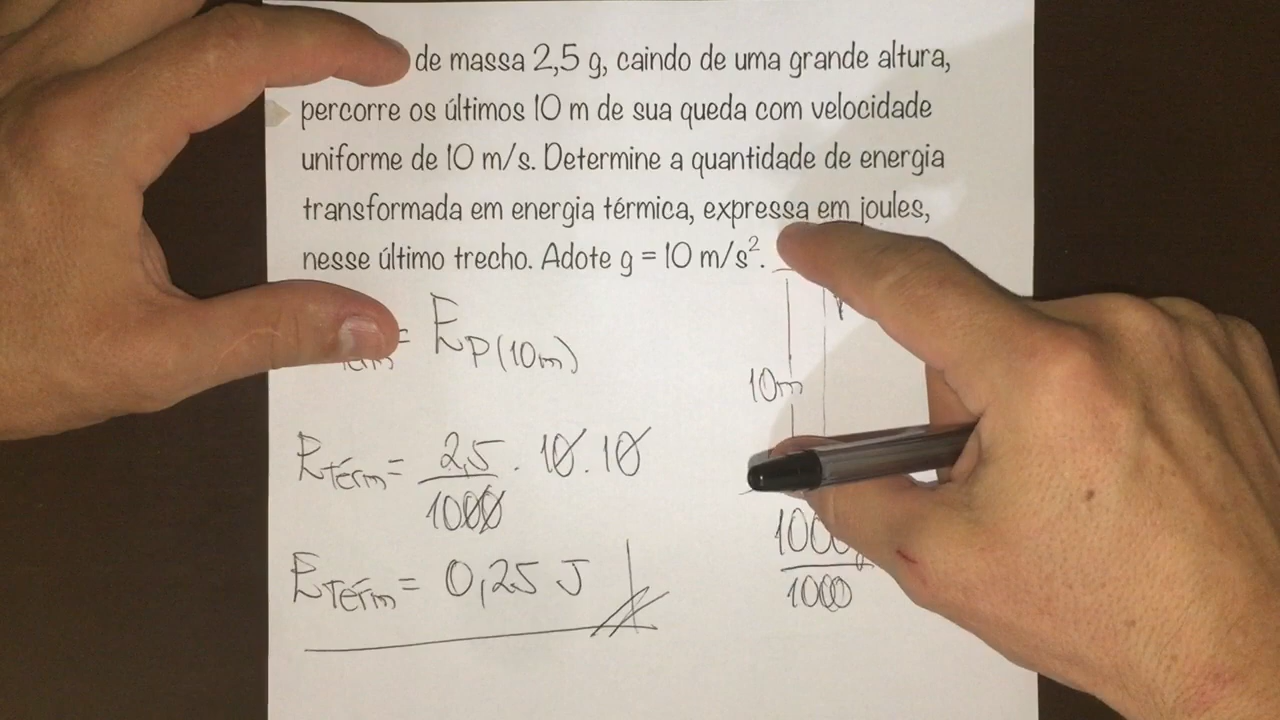 de massa 2,5 g, caindo de uma grande altura,
percorre os últimos 10 m de sua queda com velocidade
uniforme de 10 m/s. Determine a quantidade de energia
transformada em energia térmica, expressa em joules,
nesse último trecho. Adote g = 10 m/s².
= Ep(10m)
10m
Etérm = 2,5/1000 . 10 . 10
1000
1000
Etérm = 0,25 J